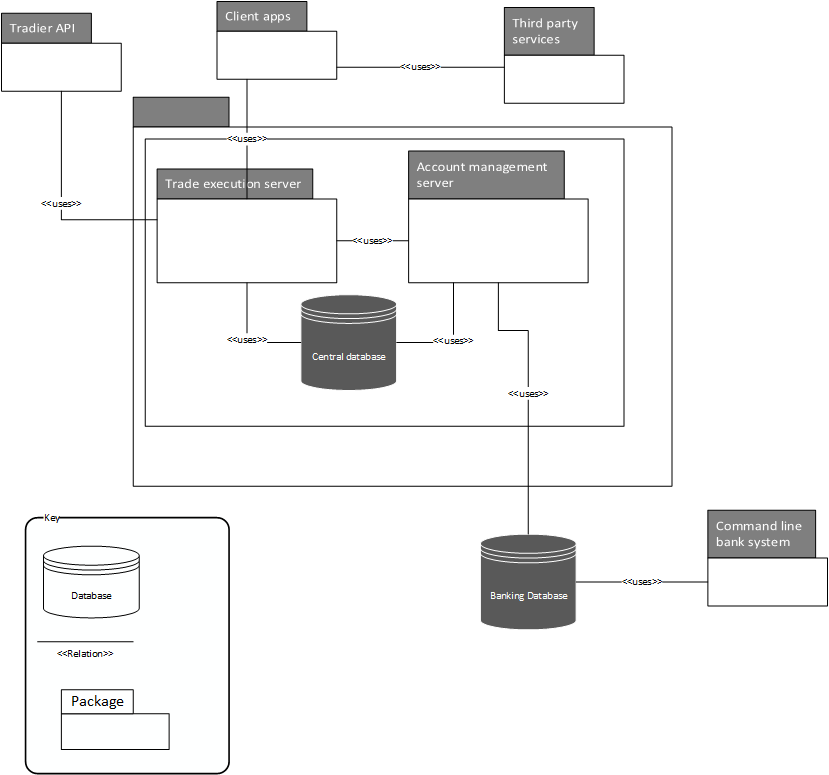 Tradier API
Client apps
Third party
services
<<uses>>
<<uses>>
Trade execution server
Account management
server
<<uses>>
<<uses>>
<<uses>>
<<uses>>
Central database
<<uses>>
Key
Database
<<Relation>>
Package
Banking Database
<<uses>>
Command line
bank system